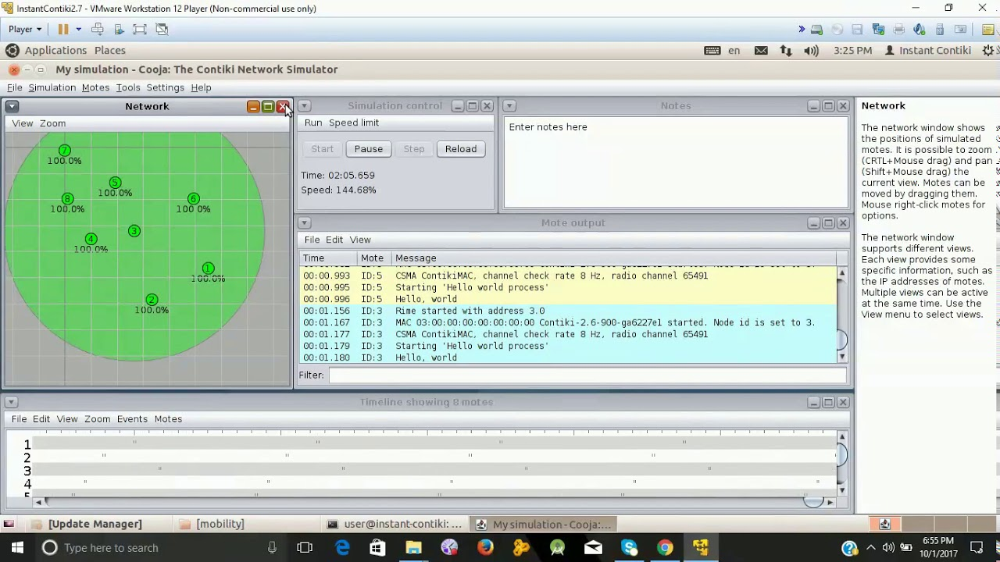 InstantContiki2.7 - VMware Workstation 12 Player (Non-commercial use only)
Player
Applications Places
en
3:25 PM
Instant Contiki
My simulation - Cooja: The Contiki Network Simulator
File Simulation Motes Tools Settings Help
Network
View Zoom
7
100.0%
5
100.0%
8
100.0%
6
100.0%
3
4
100.0%
1
100.0%
2
100.0%
Simulation control
Run Speed limit
Start Pause Step Reload
Time: 02:05.659
Speed: 144.68%
Notes
Enter notes here
Mote output
File Edit View
Time Mote Message
00:00.993 ID:5 CSMA ContikiMAC, channel check rate 8 Hz, radio channel 65491
00:00.995 ID:5 Starting 'Hello world process'
00:00.996 ID:5 Hello, world
00:01.156 ID:3 Rime started with address 3.0
00:01.167 ID:3 MAC 03:00:00:00:00:00:00:00 Contiki-2.6-900-ga6227e1 started. Node id is set to 3.
00:01.177 ID:3 CSMA ContikiMAC, channel check rate 8 Hz, radio channel 65491
00:01.179 ID:3 Starting 'Hello world process'
00:01.180 ID:3 Hello, world
Filter:
Network
The network window shows
the positions of simulated
motes. It is possible to zoom
(CRTL+Mouse drag) and pan
(Shift+Mouse drag) the
current view. Motes can be
moved by dragging them.
Mouse right-click motes for
options.
The network window
supports different views.
Each view provides some
specific information, such as
the IP addresses of motes.
Multiple views can be active
at the same time. Use the
View menu to select views.
Timeline showing 8 motes
File Edit View Zoom Events Motes
1
2
3
4
[Update Manager]
[mobility]
user@instant-contiki: ...
My simulation - Cooja:...
Type here to search
6:55 PM
10/1/2017